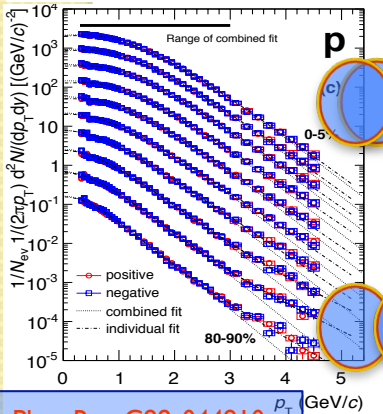 10⁴
10³
10²
10
1
10⁻¹
10⁻²
10⁻³
10⁻⁴
10⁻⁵
1/N_ev 1/(2πp_T) d²N/(dp_T dy) [(GeV/c)⁻²]
Range of combined fit
p
(c)
0-5%
positive
negative
combined fit
individual fit
80-90%
0 1 2 3 4 5
p_T (GeV/c)